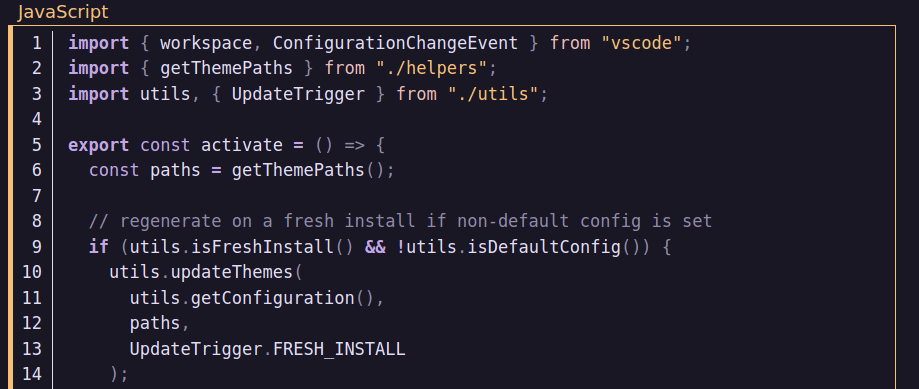 JavaScript
1 import { workspace, ConfigurationChangeEvent } from "vscode";
2 import { getThemePaths } from "./helpers";
3 import utils, { UpdateTrigger } from "./utils";
4
5 export const activate = () => {
6   const paths = getThemePaths();
7
8   // regenerate on a fresh install if non-default config is set
9   if (utils.isFreshInstall() && !utils.isDefaultConfig()) {
10     utils.updateThemes(
11       utils.getConfiguration(),
12       paths,
13       UpdateTrigger.FRESH_INSTALL
14     );